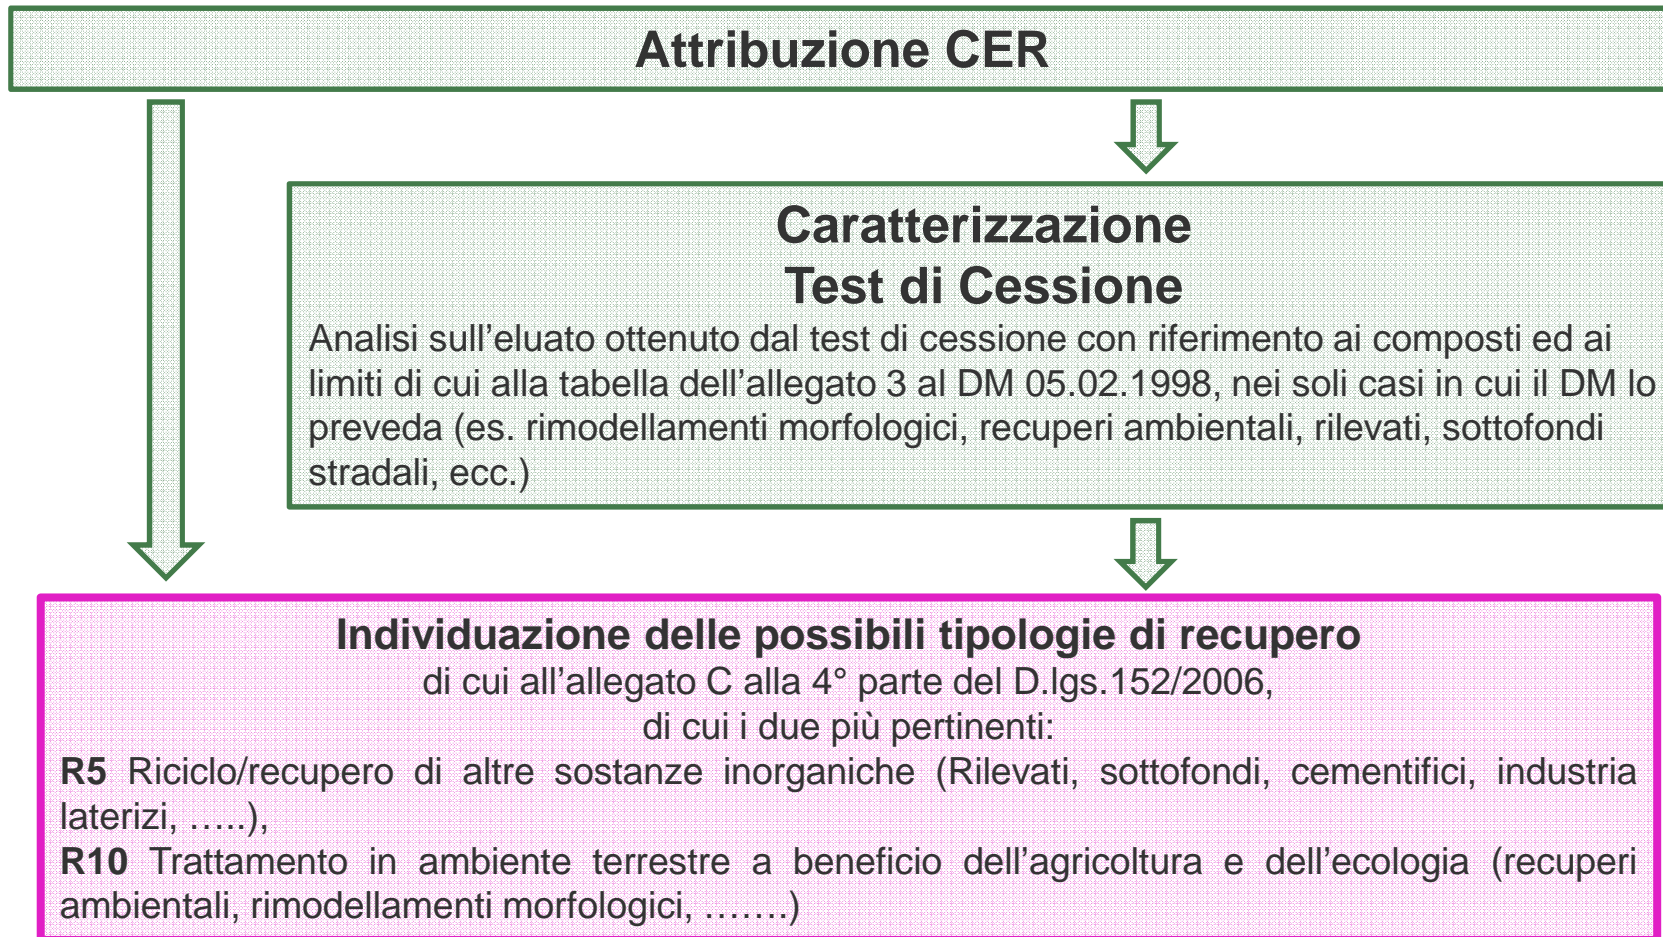 Attribuzione CER
Caratterizzazione
Test di Cessione
Analisi sull’eluato ottenuto dal test di cessione con riferimento ai composti ed ai
limiti di cui alla tabella dell’allegato 3 al DM 05.02.1998, nei soli casi in cui il DM lo
preveda (es. rimodellamenti morfologici, recuperi ambientali, rilevati, sottofondi
stradali, ecc.)
Individuazione delle possibili tipologie di recupero
di cui all’allegato C alla 4° parte del D.lgs.152/2006,
di cui i due più pertinenti:
R5 Riciclo/recupero di altre sostanze inorganiche (Rilevati, sottofondi, cementifici, industria
laterizi, …..),
R10 Trattamento in ambiente terrestre a beneficio dell’agricoltura e dell’ecologia (recuperi
ambientali, rimodellamenti morfologici, …….)